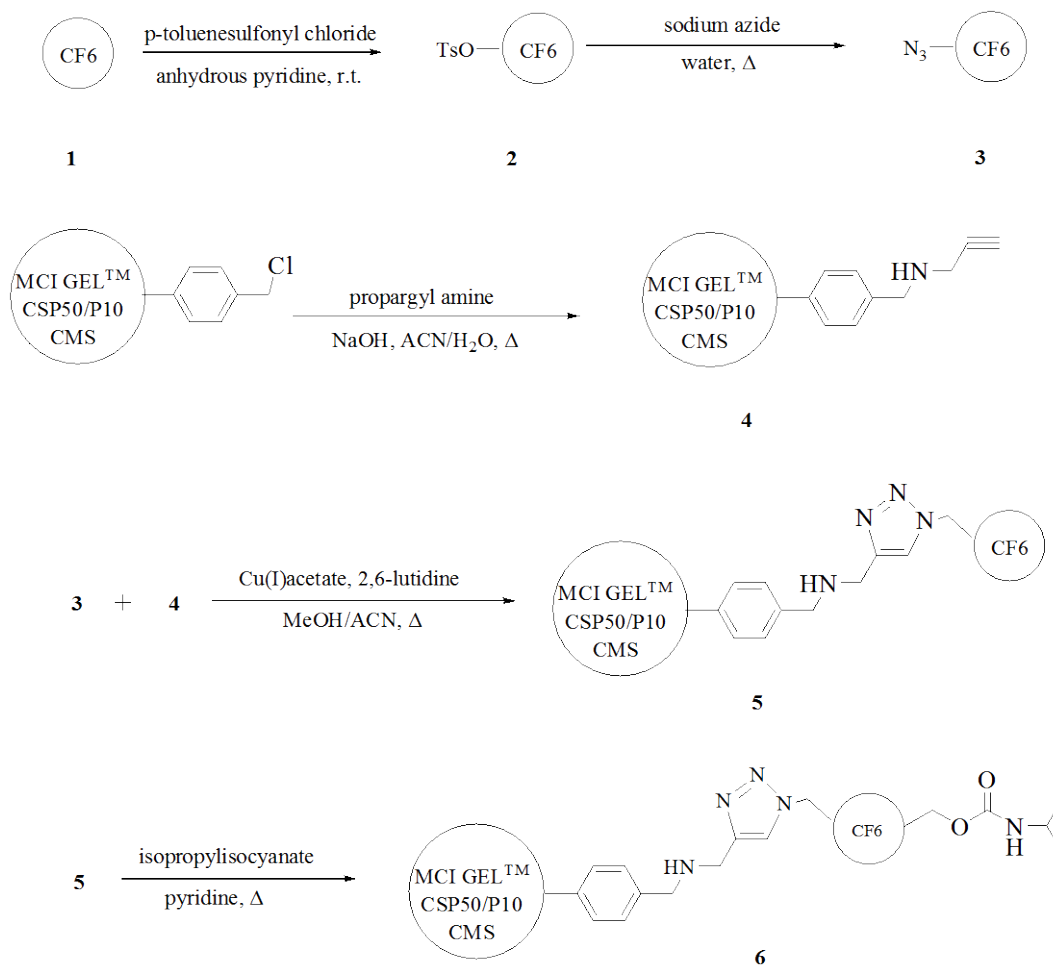 p-toluenesulfonyl chloride
anhydrous pyridine, r.t.
sodium azide
water, Δ
CF6
TsO
CF6
N3
CF6
1
2
3
MCI GEL™
CSP50/P10
CMS
Cl
propargyl amine
NaOH, ACN/H2O, Δ
MCI GEL™
CSP50/P10
CMS
HN
4
3 + 4
Cu(I)acetate, 2,6-lutidine
MeOH/ACN, Δ
MCI GEL™
CSP50/P10
CMS
HN
N
N
N
CF6
5
5
isopropylisocyanate
pyridine, Δ
MCI GEL™
CSP50/P10
CMS
HN
N
N
N
CF6
O
O
N
H
6